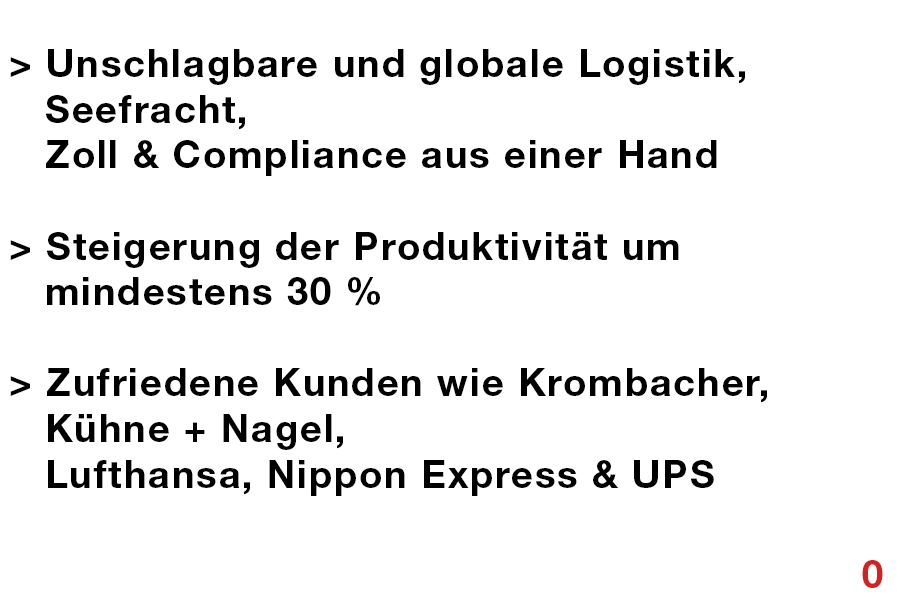 > Unschlagbare und globale Logistik,
Seefracht,
Zoll & Compliance aus einer Hand
> Steigerung der Produktivität um
mindestens 30 %
> Zufriedene Kunden wie Krombacher,
Kühne + Nagel,
Lufthansa, Nippon Express & UPS
0